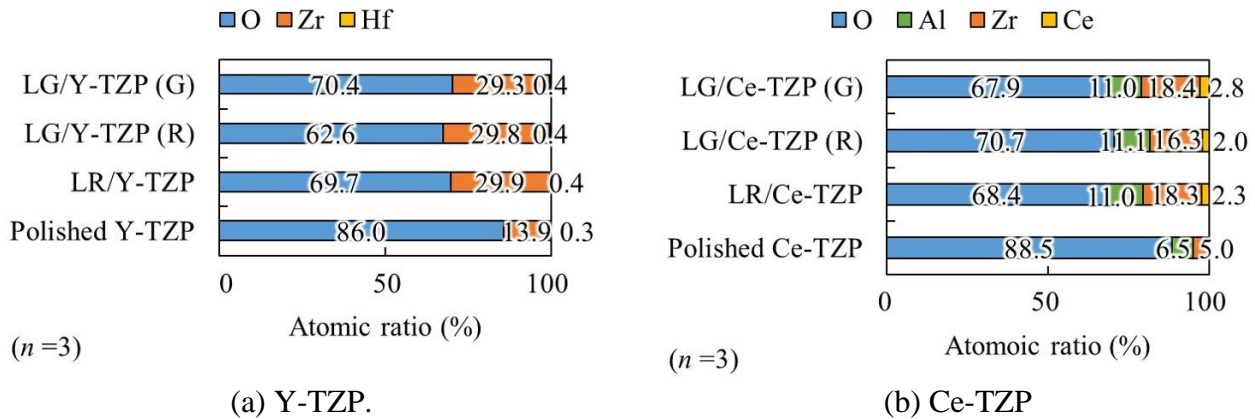 O Zr Hf
LG/Y-TZP (G) 70.4 29.3 0.4
LG/Y-TZP (R) 62.6 29.8 0.4
LR/Y-TZP 69.7 29.9 0.4
Polished Y-TZP 86.0 13.9 0.3
0 50 100
Atomic ratio (%)
(n =3)
(a) Y-TZP.
O Al Zr Ce
LG/Ce-TZP (G) 67.9 11.0 18.4 2.8
LG/Ce-TZP (R) 70.7 11.1 16.3 2.0
LR/Ce-TZP 68.4 11.0 18.3 2.3
Polished Ce-TZP 88.5 6.5 5.0
0 50 100
Atomoic ratio (%)
(n =3)
(b) Ce-TZP